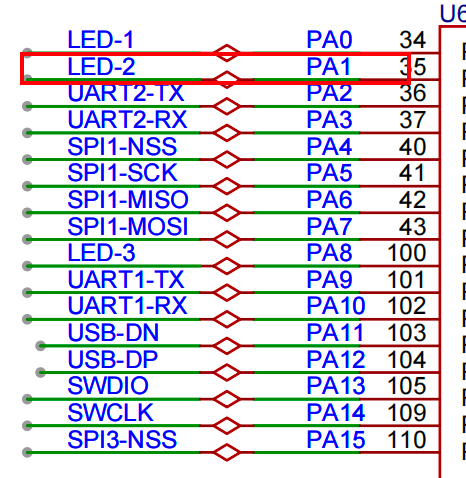 U6
LED-1 PA0 34
LED-2 PA1 35
UART2-TX PA2 36
UART2-RX PA3 37
SPI1-NSS PA4 40
SPI1-SCK PA5 41
SPI1-MISO PA6 42
SPI1-MOSI PA7 43
LED-3 PA8 100
UART1-TX PA9 101
UART1-RX PA10 102
USB-DN PA11 103
USB-DP PA12 104
SWDIO PA13 105
SWCLK PA14 109
SPI3-NSS PA15 110